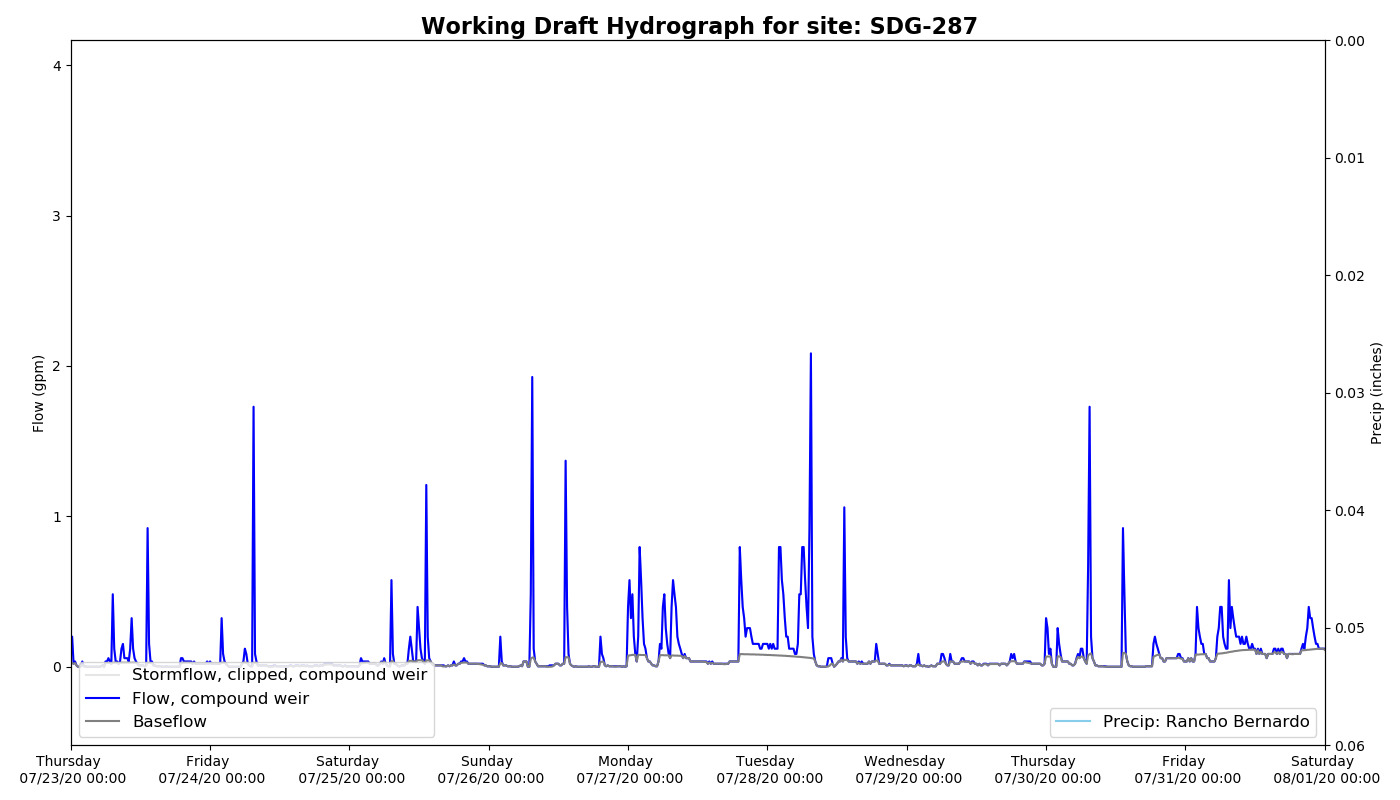 Working Draft Hydrograph for site: SDG-287
4
3
2
1
0
Flow (gpm)
0.00
0.01
0.02
0.03
0.04
0.05
0.06
Precip (inches)
Stormflow, clipped, compound weir
Flow, compound weir
Baseflow
Precip: Rancho Bernardo
Thursday Friday Saturday Sunday Monday Tuesday Wednesday Thursday Friday Saturday
07/23/20 00:00 07/24/20 00:00 07/25/20 00:00 07/26/20 00:00 07/27/20 00:00 07/28/20 00:00 07/29/20 00:00 07/30/20 00:00 07/31/20 00:00 08/01/20 00:00